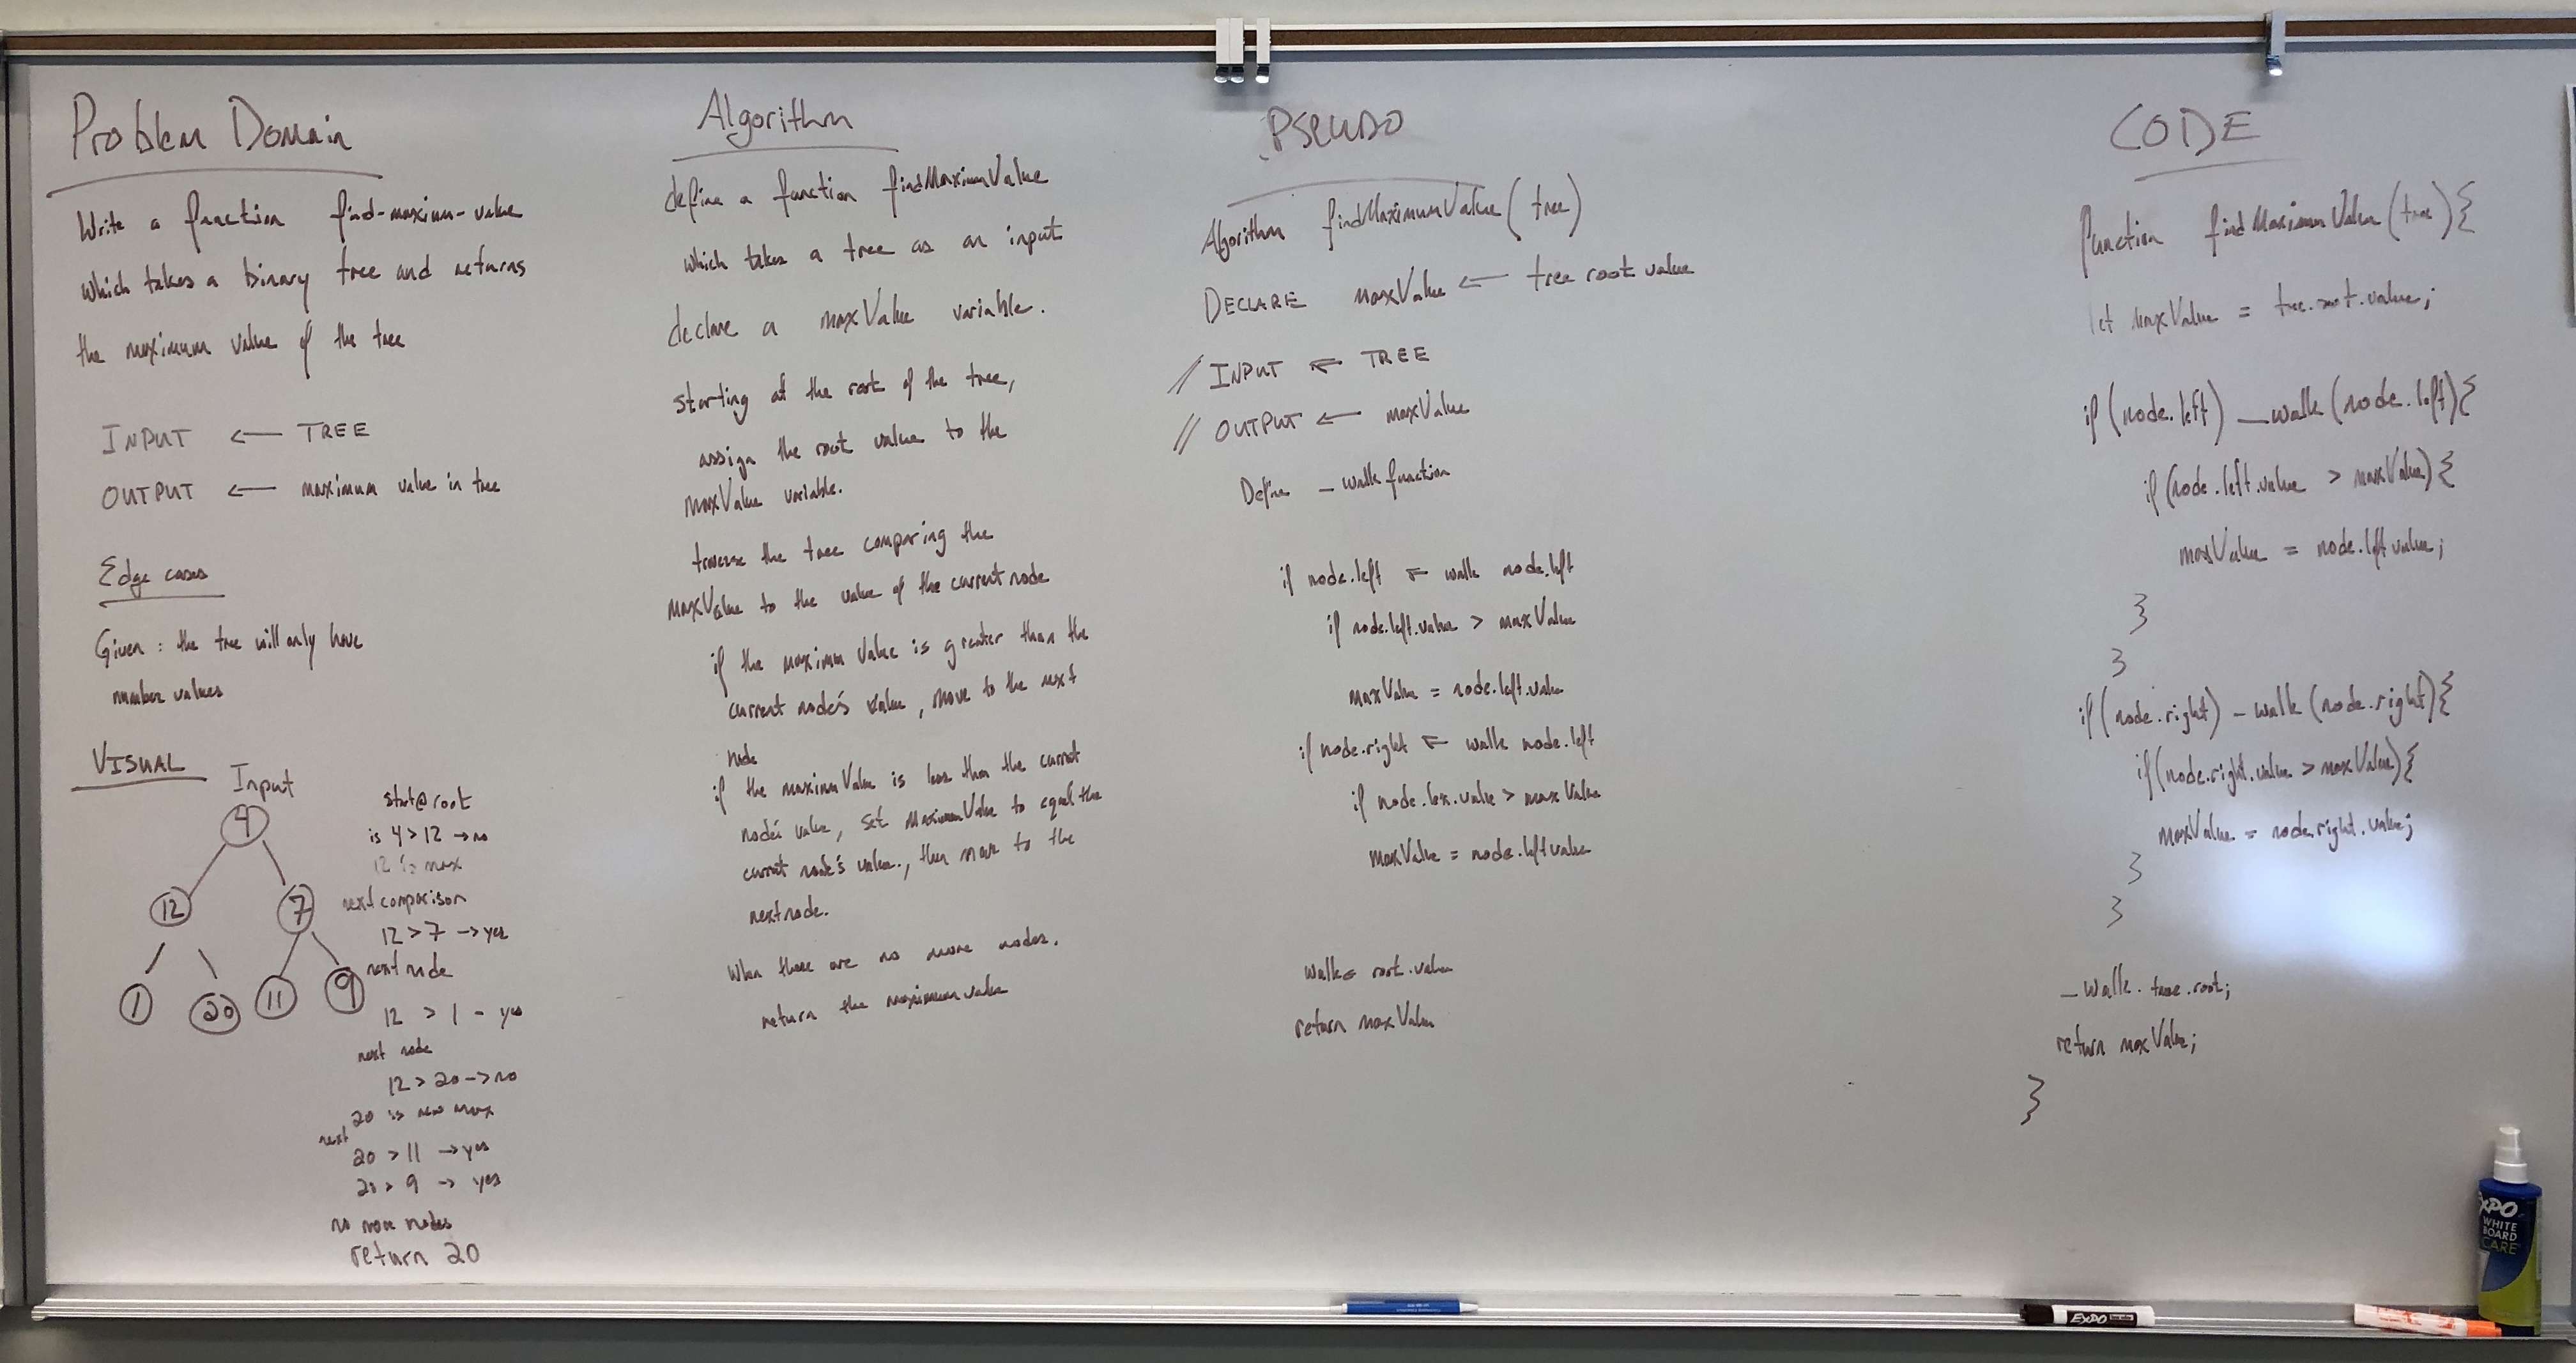 Problem Domain
Write a function find-maximum-value
which takes a binary tree and returns
the maximum value of the tree
INPUT ← TREE
OUTPUT ← maximum value in tree
Edge cases
Given : the tree will only have
number values
VISUAL
Input
4
12 7
1 20 11 9
start@root
is 4 > 12 → no
12 is max
next comparison
12 > 7 → yes
next node
12 > 1 - yes
next node
12 > 20 → no
20 is new max
next
20 > 11 → yes
20 > 9 → yes
no more nodes
return 20
Algorithm
define a function findMaximumValue
which takes a tree as an input
declare a maxValue variable.
starting at the root of the tree,
assign the root value to the
maxValue variable.
traverse the tree comparing the
maxValue to the value of the current node
if the maximum value is greater than the
current node's value, move to the next
node
if the maximumValue is less than the current
node's value, set maximumValue to equal the
current node's value, then move to the
next node.
When there are no more nodes.
return the maximum value
PSEUDO
Algorithm findMaximumValue (tree)
DECLARE maxValue ← tree root value
// INPUT ← TREE
// OUTPUT ← maxValue
Define _walk function
if node.left ← walk node.left
if node.left.value > maxValue
maxValue = node.left.value
if node.right ← walk node.left
if node. .value > maxValue
maxValue = node.left value
walk ← root.value
return maxValue
CODE
function findMaximumValue (tree) {
let maxValue = tree.root.value;
if (node.left) _walk (node.left) {
if (node.left.value > maxValue) {
maxValue = node.left.value;
}
}
if (node.right) _walk (node.right) {
if (node.right.value > maxValue) {
maxValue = node.right.value;
}
}
_walk. tree.root;
return maxValue;
}
EXPO
WHITE
BOARD
CARE
EXPO